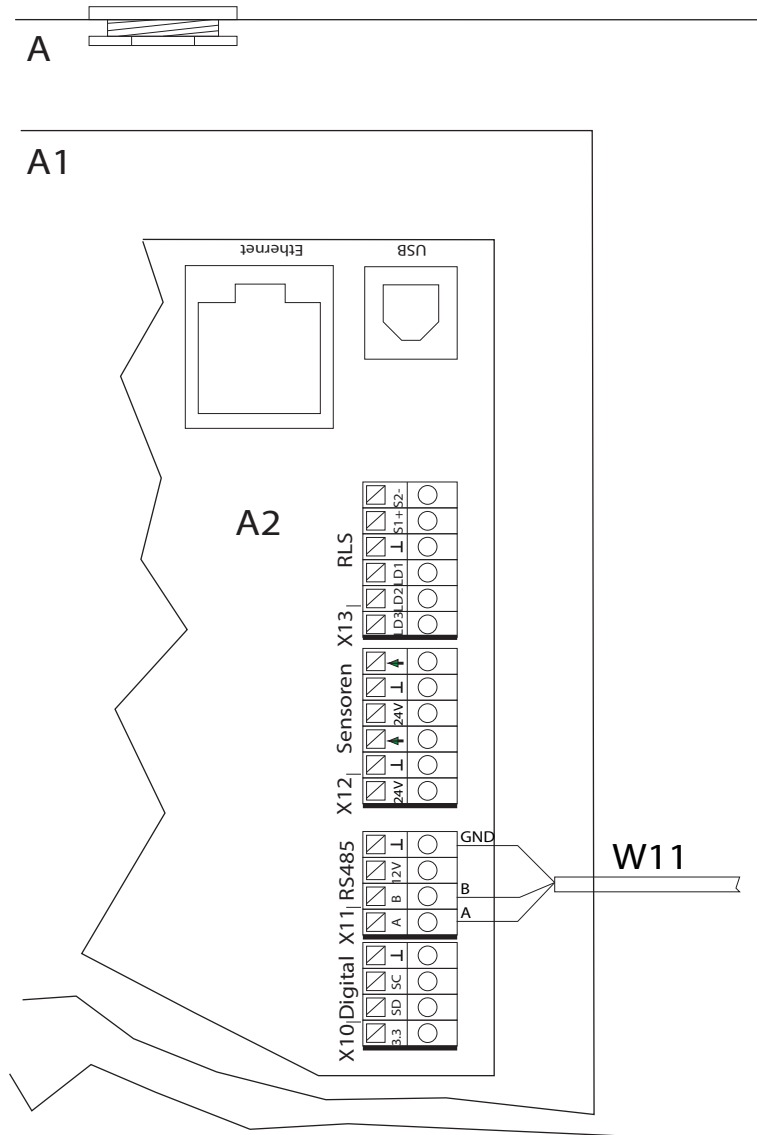 A
A1
Ethernet
USB
A2
RLS
X13
S2-
S1+
LD1
LD2
LD3
Sensoren
X12
24V
24V
RS485
X11
12V
B
A
GND
B
A
W11
Digital
X10
SC
SD
3.3